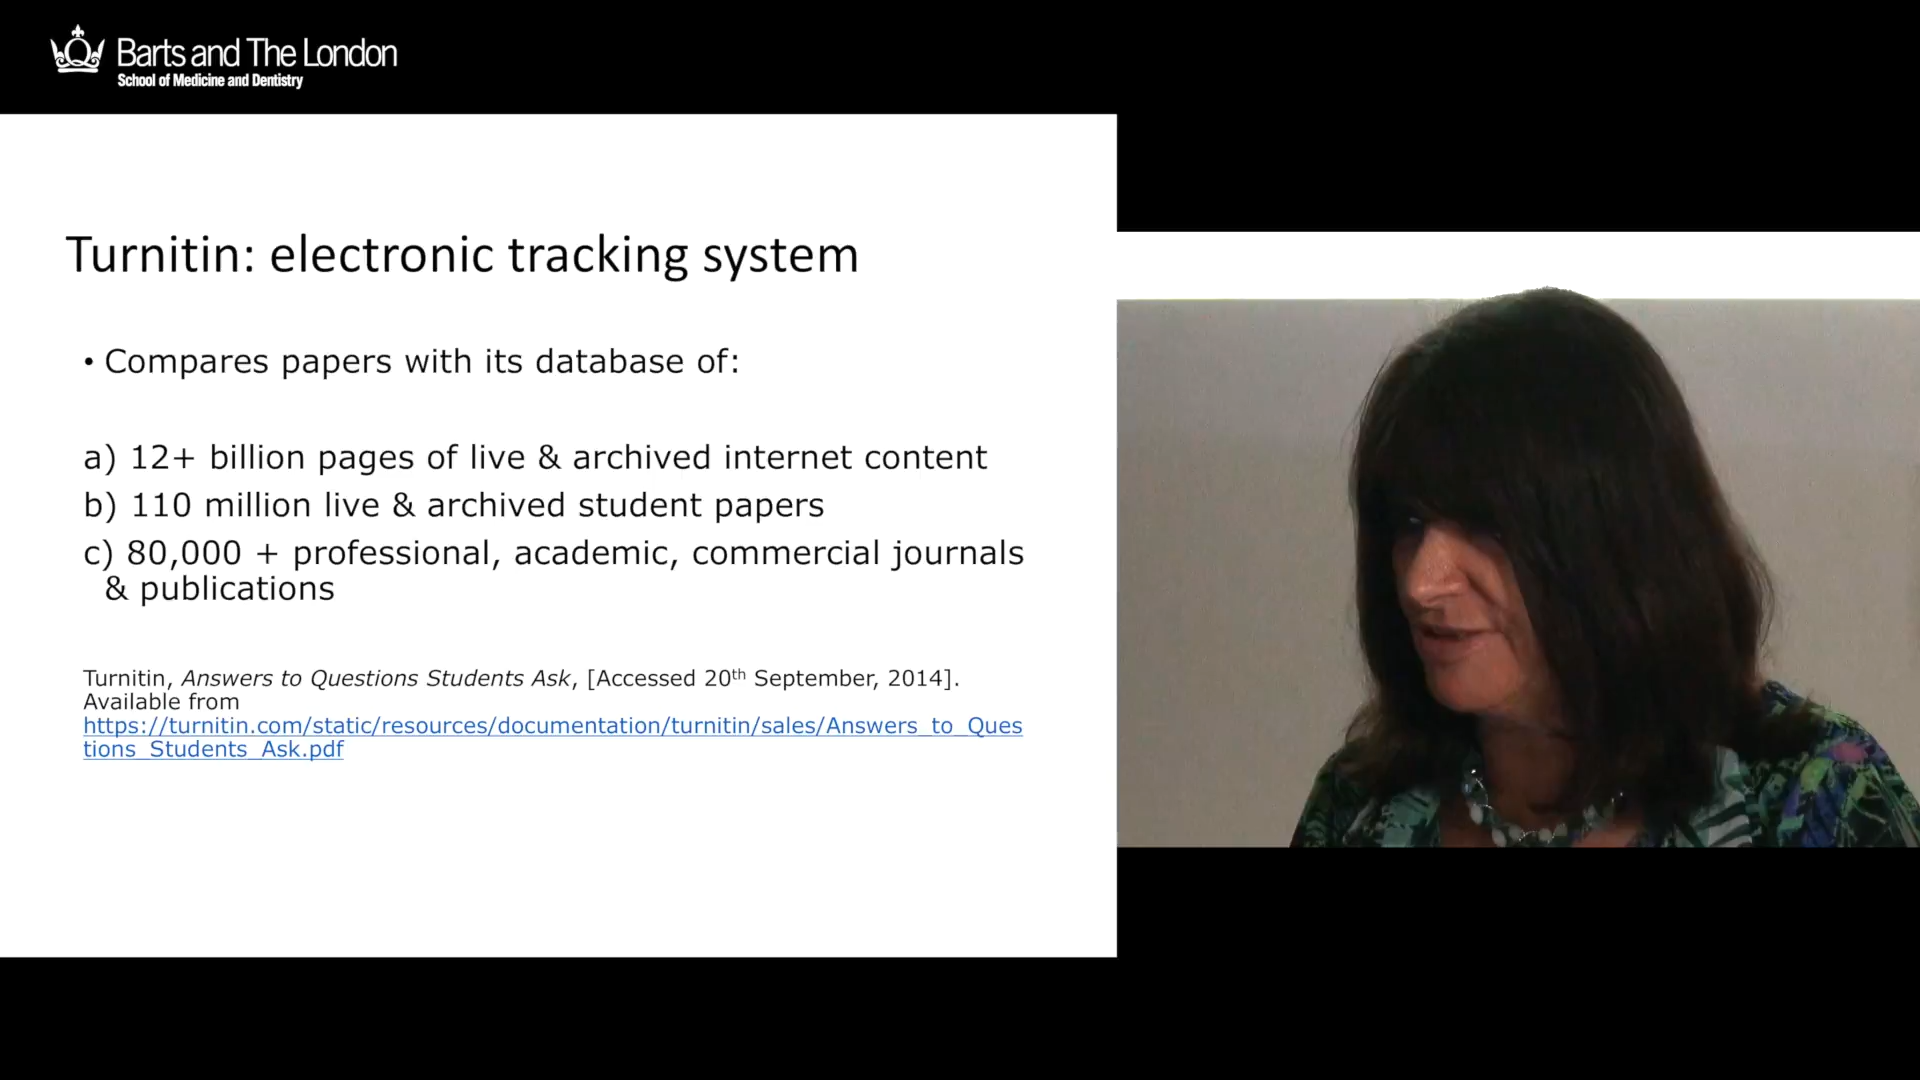 Barts and The London
School of Medicine and Dentistry
Turnitin: electronic tracking system
• Compares papers with its database of:
a) 12+ billion pages of live & archived internet content
b) 110 million live & archived student papers
c) 80,000 + professional, academic, commercial journals
& publications
Turnitin, Answers to Questions Students Ask, [Accessed 20th September, 2014].
Available from
https://turnitin.com/static/resources/documentation/turnitin/sales/Answers_to_Ques
tions_Students_Ask.pdf